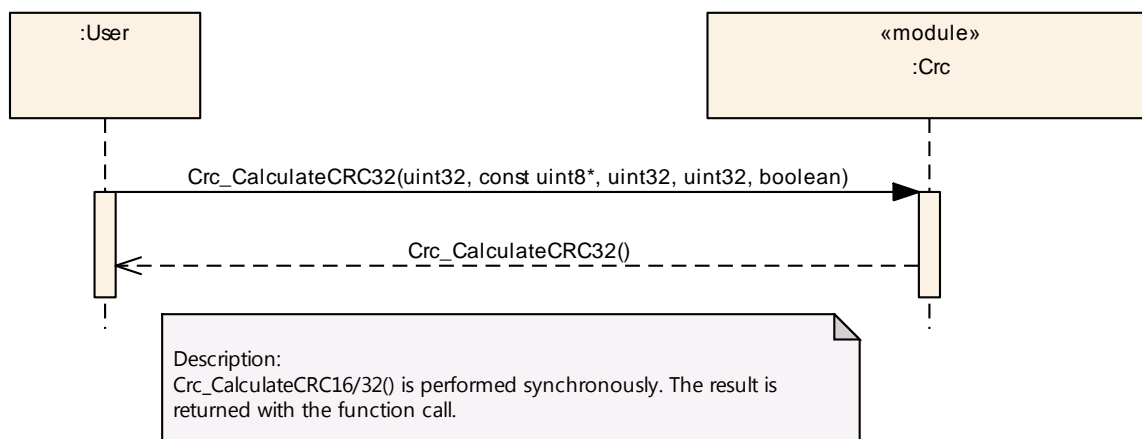 :User
«module»
:Crc
Crc_CalculateCRC32(uint32, const uint8*, uint32, uint32, boolean)
Crc_CalculateCRC32()
Description:
Crc_CalculateCRC16/32() is performed synchronously. The result is
returned with the function call.